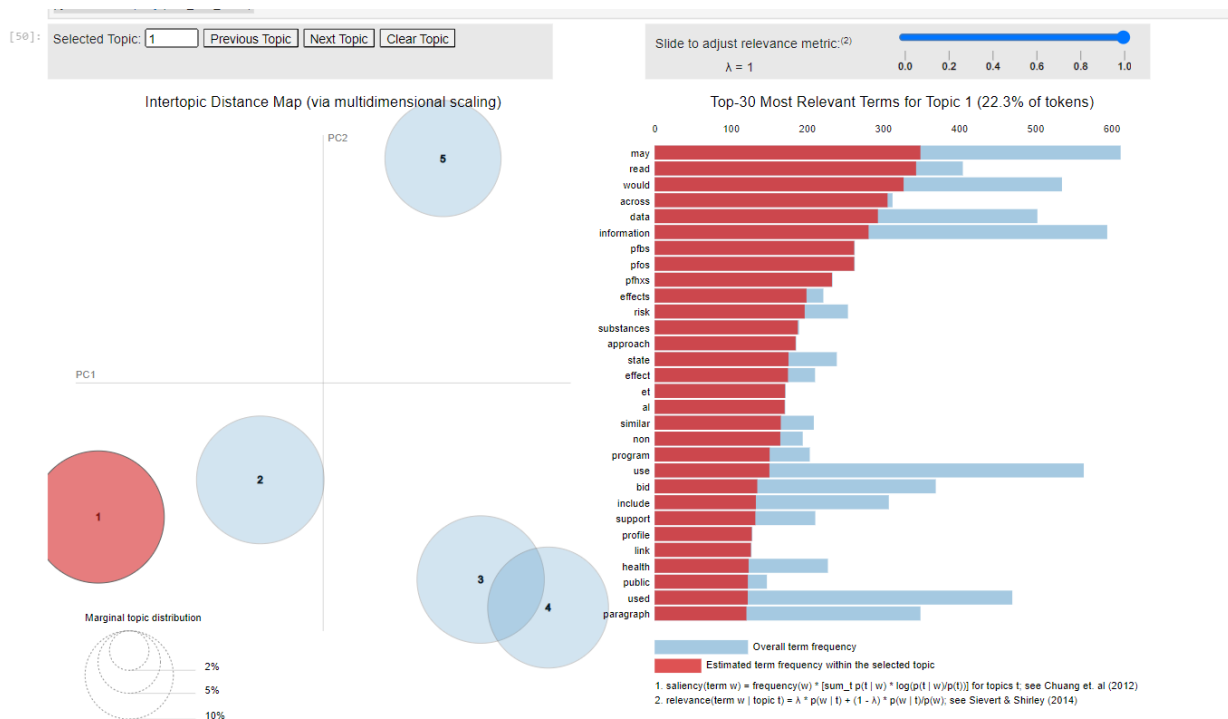 [50]:
Selected Topic: 1 Previous Topic Next Topic Clear Topic
Slide to adjust relevance metric:(2)
λ = 1
0.0 0.2 0.4 0.6 0.8 1.0
Intertopic Distance Map (via multidimensional scaling)
PC2
PC1
5
2
1
3
4
Marginal topic distribution
2%
5%
10%
Top-30 Most Relevant Terms for Topic 1 (22.3% of tokens)
0 100 200 300 400 500 600
may
read
would
across
data
information
pfbs
pfos
pfhxs
effects
risk
substances
approach
state
effect
et
al
similar
non
program
use
bid
include
support
profile
link
health
public
used
paragraph
Overall term frequency
Estimated term frequency within the selected topic
1. saliency(term w) = frequency(w) * [sum_t p(t | w) * log(p(t | w)/p(t))] for topics t; see Chuang et. al (2012)
2. relevance(term w | topic t) = λ * p(w | t) + (1 - λ) * p(w | t)/p(w); see Sievert & Shirley (2014)